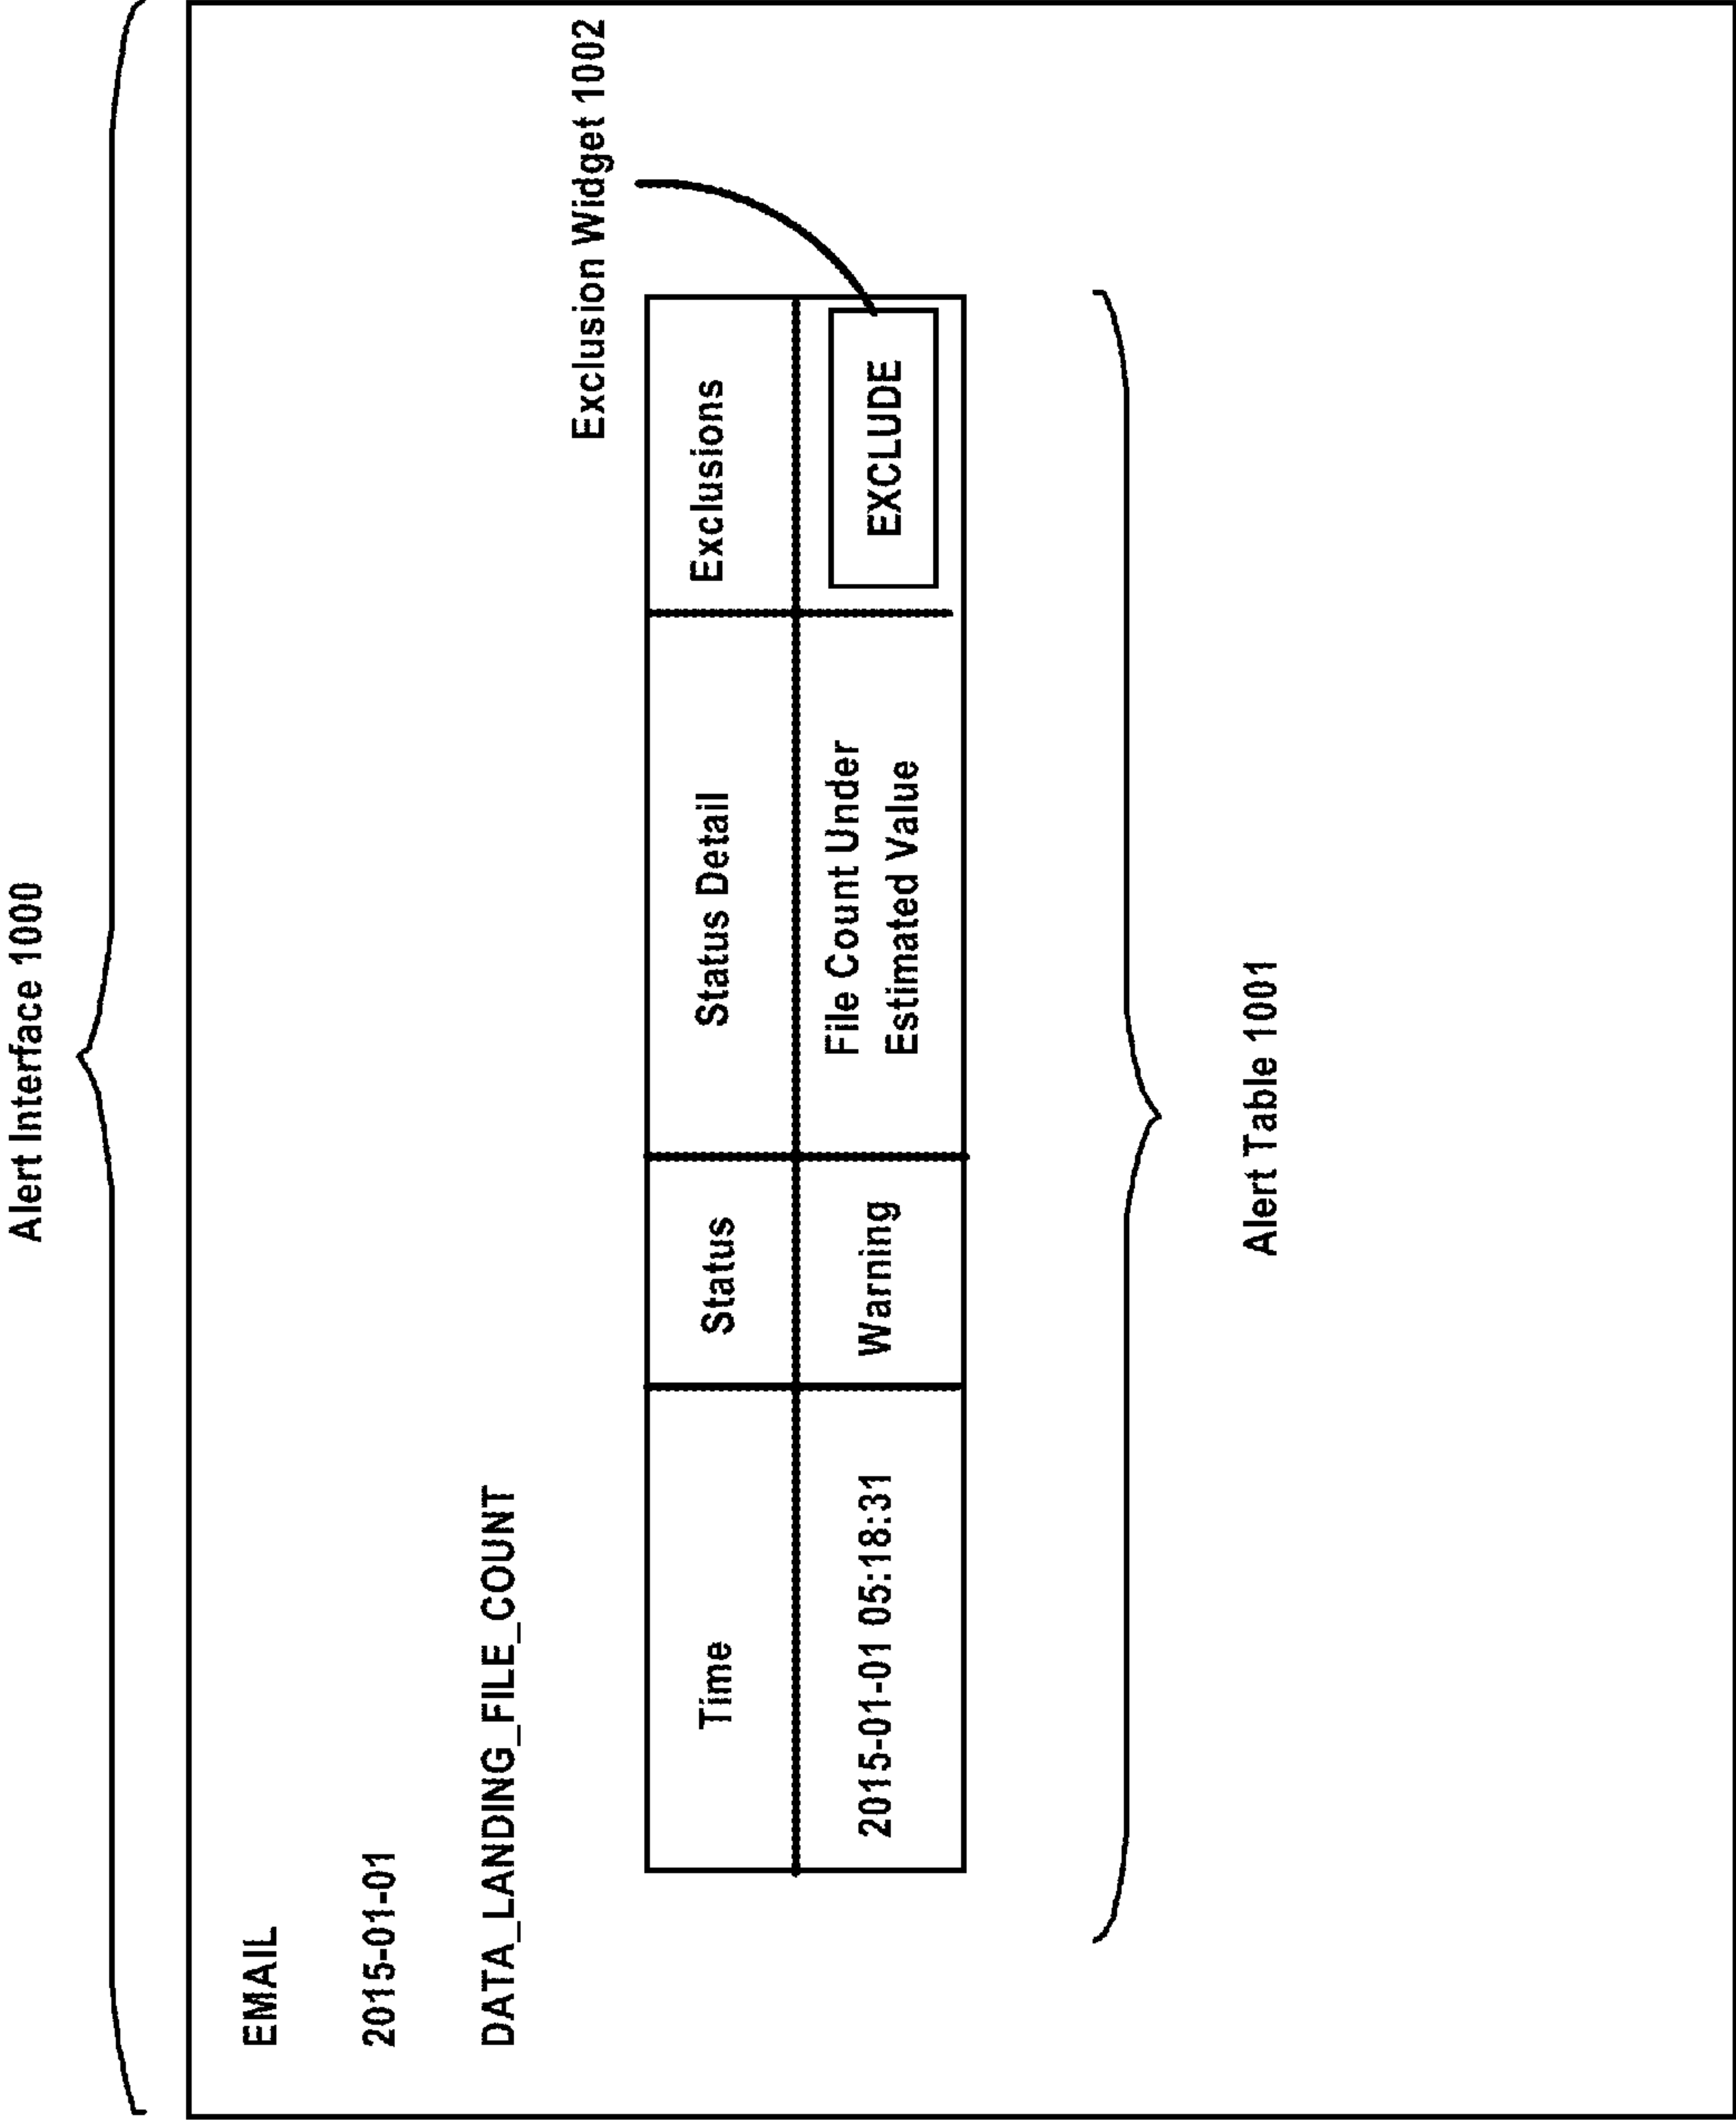 Alert Interface 1000
EMAIL
2015-01-01
DATA_LANDING_FILE_COUNT
Exclusion Widget 1002
Time
Status
Status Detail
Exclusions
2015-01-01 05:18:31
Warning
File Count Under
Estimated Value
EXCLUDE
Alert Table 1001